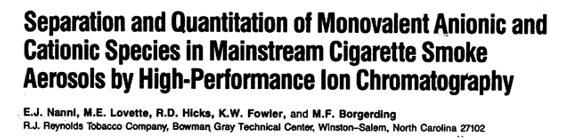 Separation and Quantitation of Monovalent Anionic and
Cationic Species in Mainstream Cigarette Smoke
Aerosols by High-Performance Ion Chromatography
E.J. Nanni, M.E. Lovette, R.D. Hicks, K.W. Fowler, and M.F. Borgerding
R.J. Reynolds Tobacco Company, Bowman Gray Technical Center, Winston-Salem, North Carolina 27102